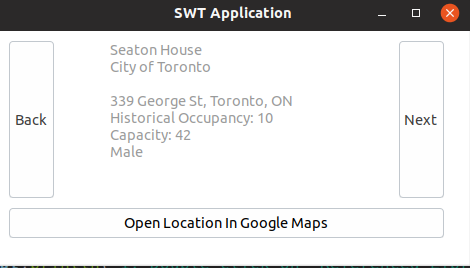 SWT Application
Seaton House
City of Toronto
339 George St, Toronto, ON
Historical Occupancy: 10
Capacity: 42
Male
Back
Next
Open Location In Google Maps